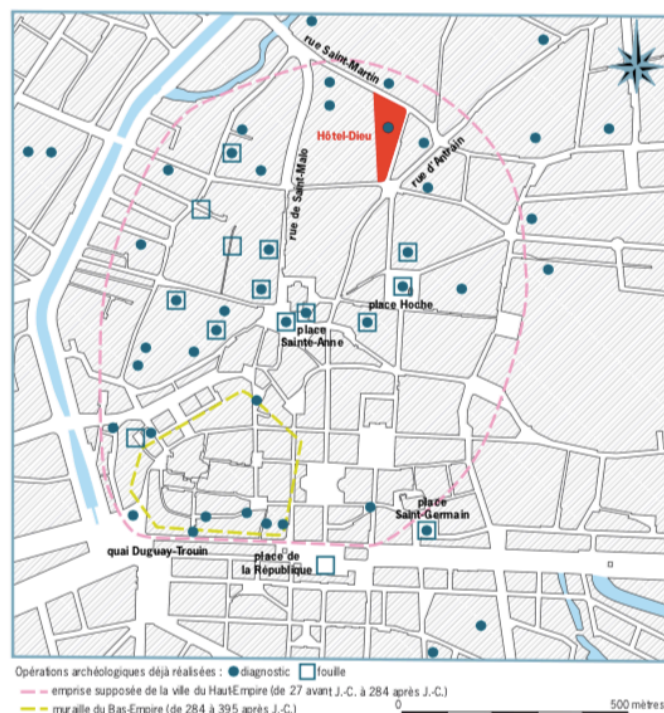 rue Saint-Martin
Hôtel-Dieu
rue d'Antrain
rue de Saint-Malo
place Hoche
place
Sainte-Anne
place
Saint-Germain
quai Duguay-Trouin
place de
la République
Opérations archéologiques déjà réalisées : diagnostic fouille
emprise supposée de la ville du Haut-Empire (de 27 avant J.-C. à 284 après J.-C.)
muraille du Bas-Empire (de 284 à 395 après J.-C.)
0 500 mètres